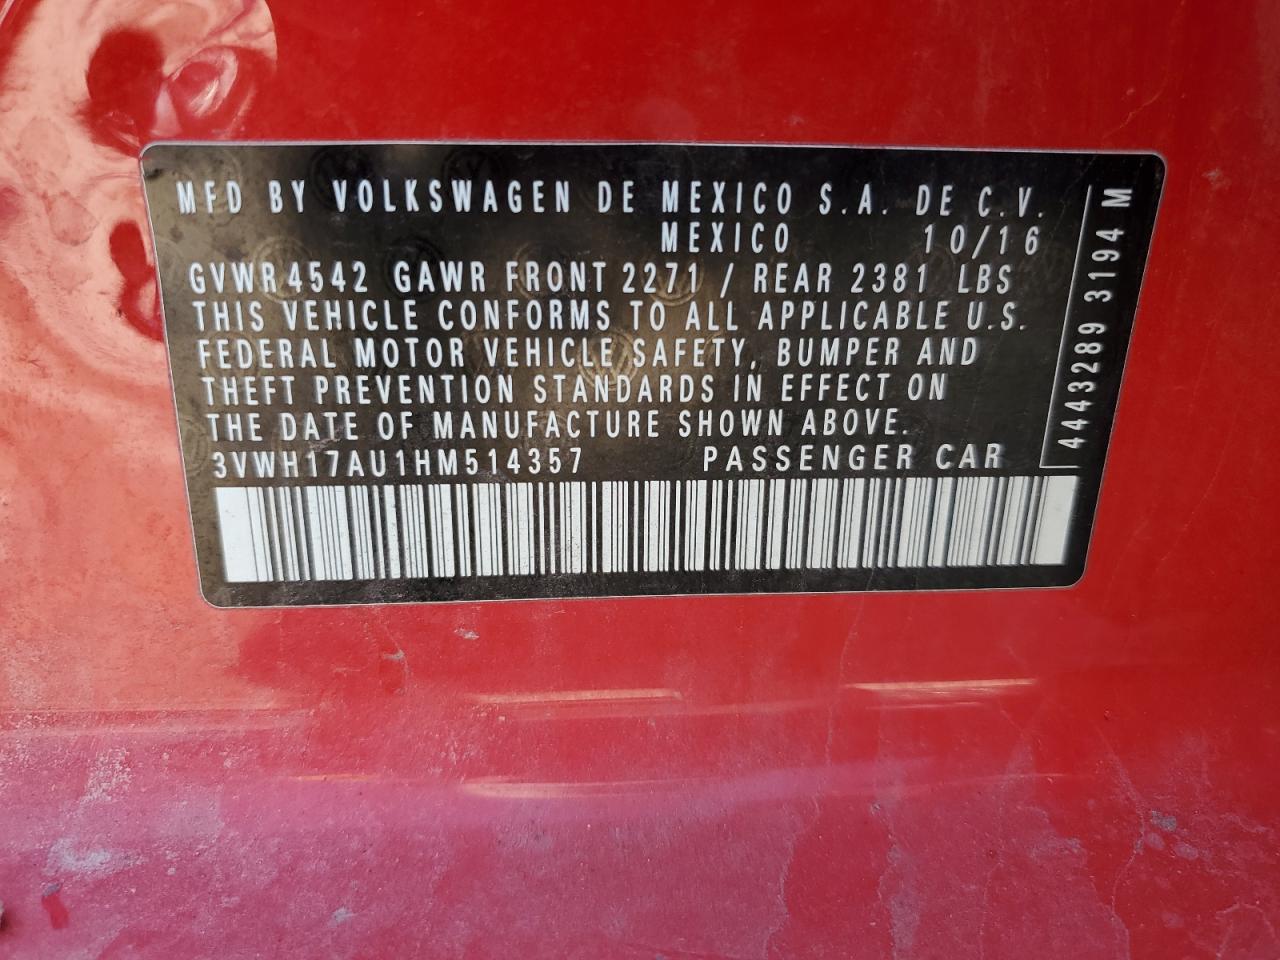 MFD BY VOLKSWAGEN DE MEXICO S.A. DE C.V.
MEXICO 10/16
GVWR 4542 GAWR FRONT 2271 / REAR 2381 LBS
THIS VEHICLE CONFORMS TO ALL APPLICABLE U.S.
FEDERAL MOTOR VEHICLE SAFETY, BUMPER AND
THEFT PREVENTION STANDARDS IN EFFECT ON
THE DATE OF MANUFACTURE SHOWN ABOVE.
3VWH17AU1HM514357 PASSENGER CAR
4443289 3194 M